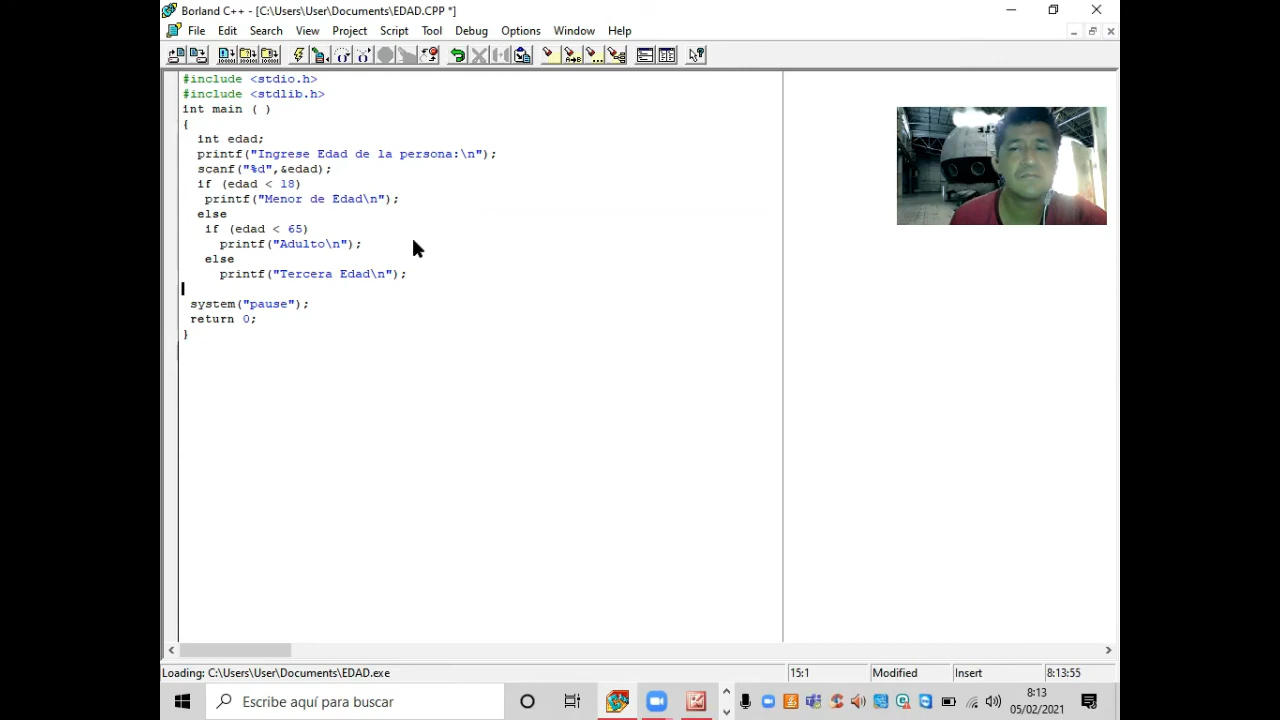 Borland C++ - [C:\Users\User\Documents\EDAD.CPP *]
File Edit Search View Project Script Tool Debug Options Window Help
#include <stdio.h>
#include <stdlib.h>
int main ( )
{
int edad;
printf("Ingrese Edad de la persona:\n");
scanf("%d",&edad);
if (edad < 18)
printf("Menor de Edad\n");
else
if (edad < 65)
printf("Adulto\n");
else
printf("Tercera Edad\n");
system("pause");
return 0;
}
Loading: C:\Users\User\Documents\EDAD.exe 15:1 Modified Insert 8:13:55
Escribe aquí para buscar
8:13
05/02/2021